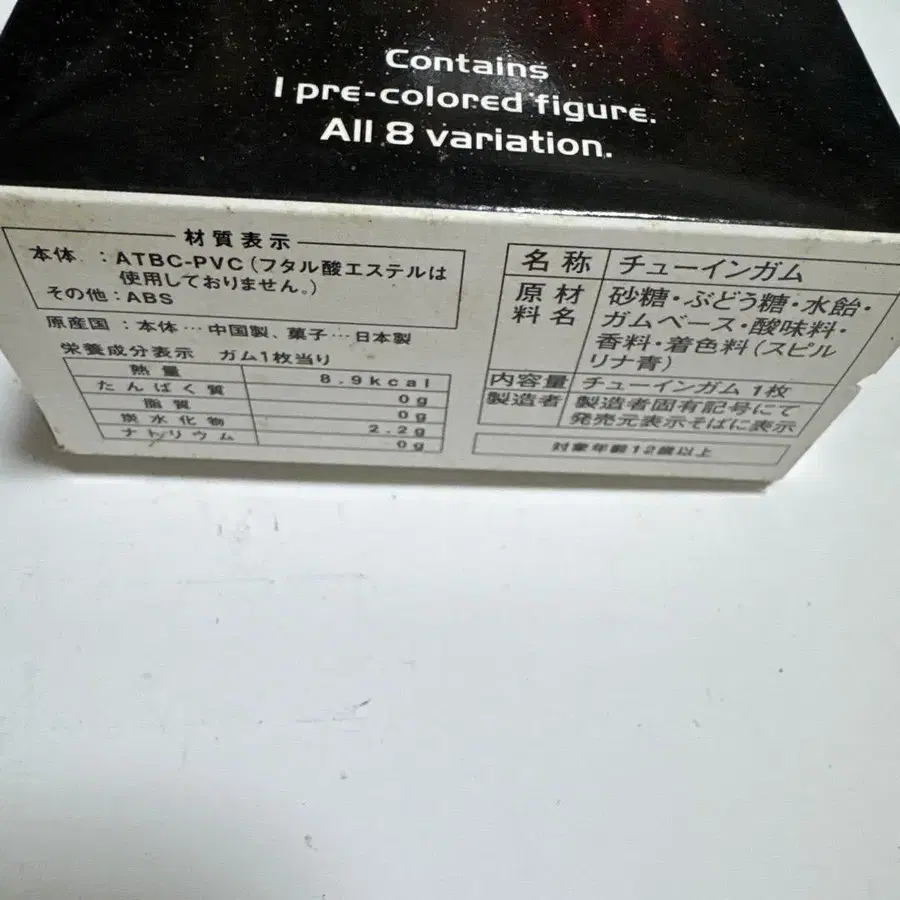 Contains
1 pre-colored figure.
All 8 variation.
材質表示
本体 : ATBC-PVC(フタル酸エステルは
使用しておりません。)
その他:ABS
原産国 : 本体…中国製、菓子…日本製
栄養成分表示 ガム1枚当り
熱量 8.9kcal
たんぱく質 0g
脂質 0g
炭水化物 2.2g
ナトリウム 0g
名称 チューインガム
原材料名 砂糖・ぶどう糖・水飴・
ガムベース・酸味料・
香料・着色料(スピル
リナ青)
内容量 チューインガム 1枚
製造者 製造者固有記号にて
発売元表示そばに表示
対象年齢12歳以上